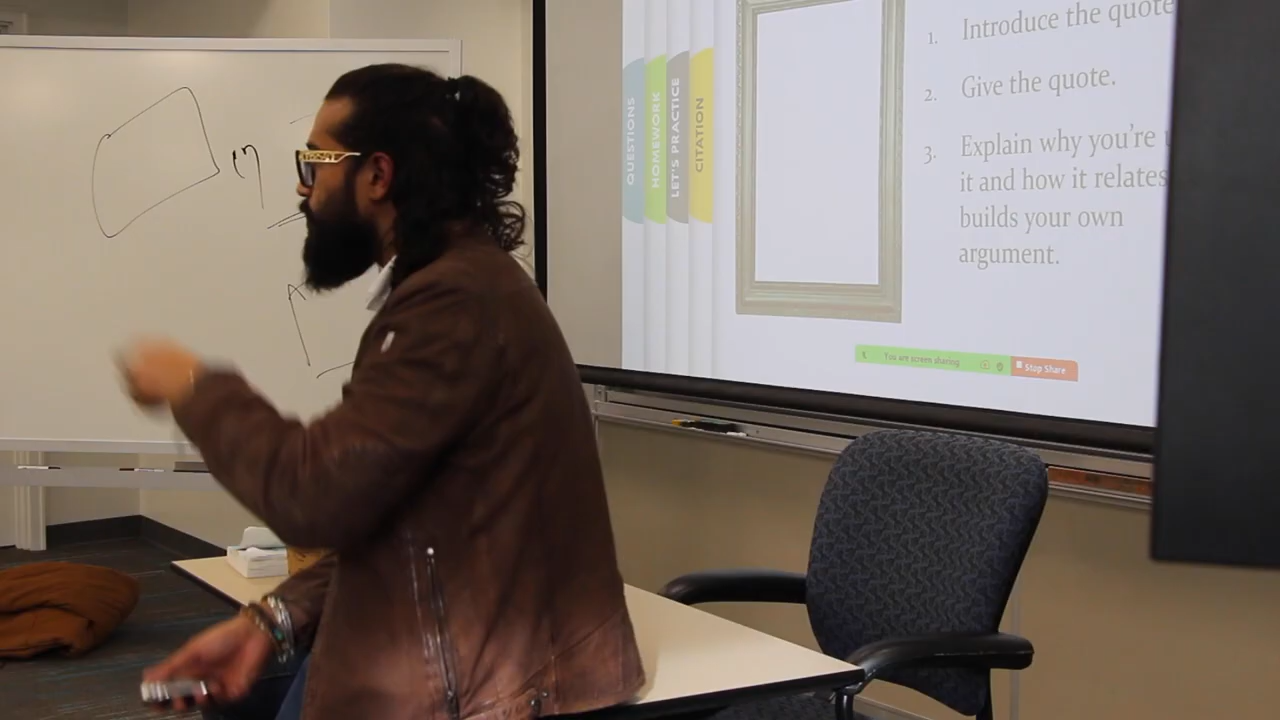 QUESTIONS
HOMEWORK
LET'S PRACTICE
CITATION
1. Introduce the quote
2. Give the quote.
3. Explain why you're
it and how it relates
builds your own
argument.
You are screen sharing
Stop Share